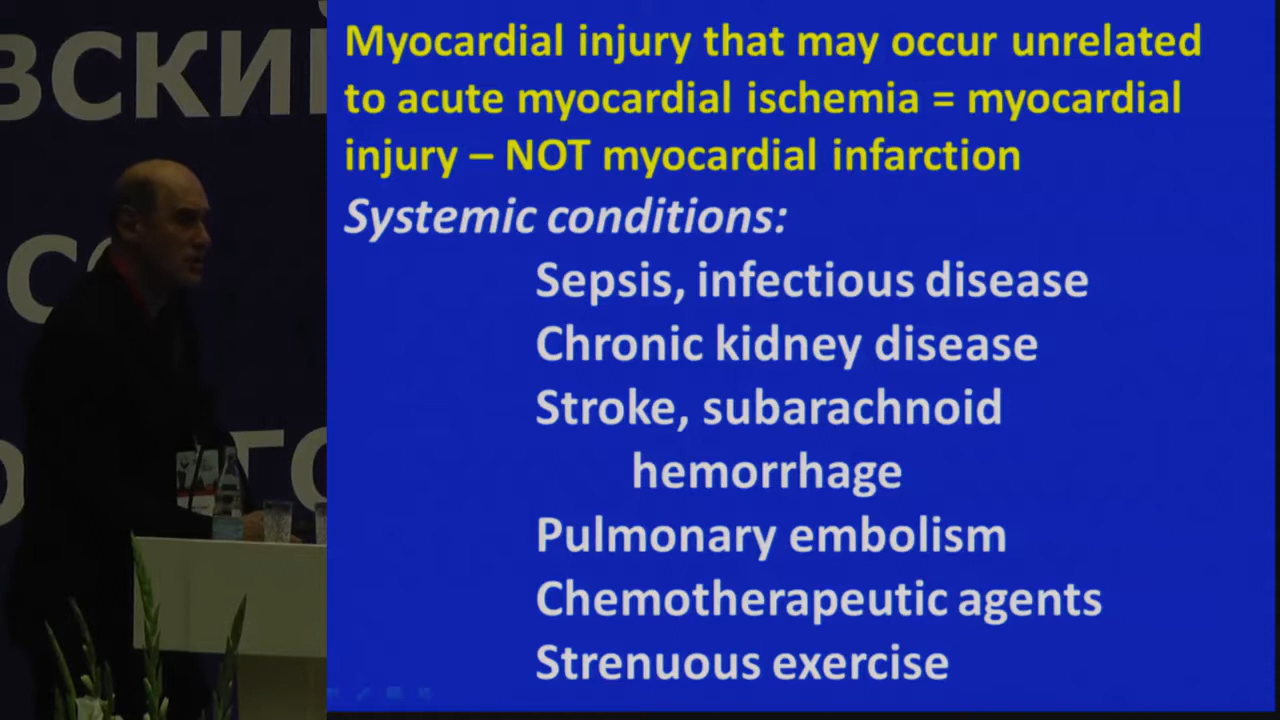 ВСКИЙ
Myocardial injury that may occur unrelated
to acute myocardial ischemia = myocardial
injury – NOT myocardial infarction
Systemic conditions:
Sepsis, infectious disease
Chronic kidney disease
Stroke, subarachnoid
hemorrhage
Pulmonary embolism
Chemotherapeutic agents
Strenuous exercise